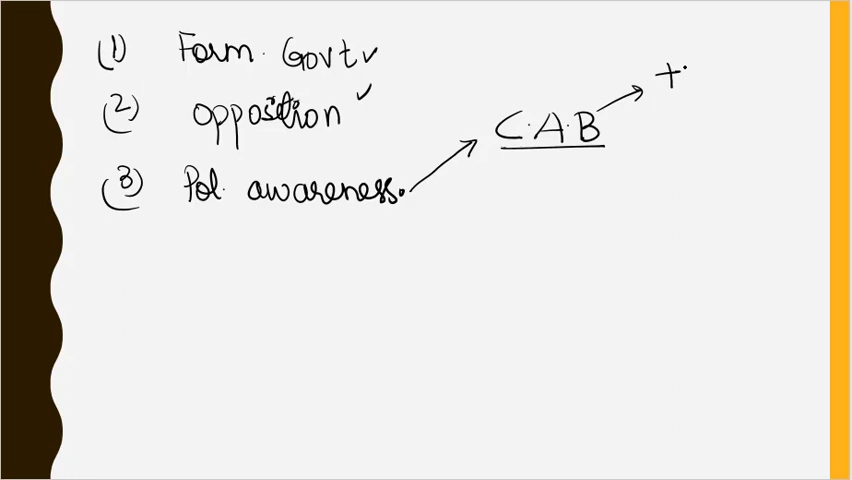 (1) Form. Govt ✓
(2) opposition ✓
(3) Pol. awareness.
C.A.B
+.